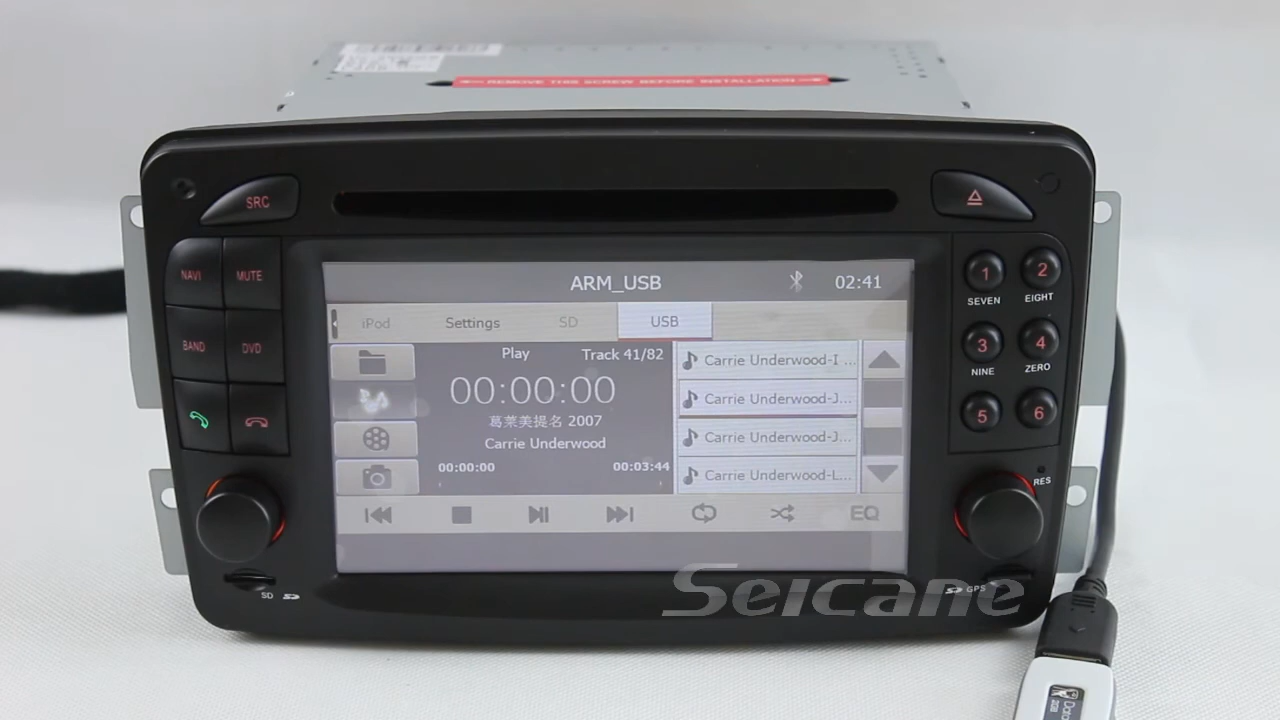 REMOVE THIS SCREW BEFORE INSTALLATION
SRC
NAVI MUTE
BAND DVD
ARM_USB 02:41
iPod Settings SD USB
Play Track 41/82
00:00:00
葛莱美提名 2007
Carrie Underwood
00:00:00 00:03:44
Carrie Underwood-I ...
Carrie Underwood-J...
Carrie Underwood-J...
Carrie Underwood-L...
EQ
1 2
SEVEN EIGHT
3 4
NINE ZERO
5 6
RES
SD
GPS
Seicane